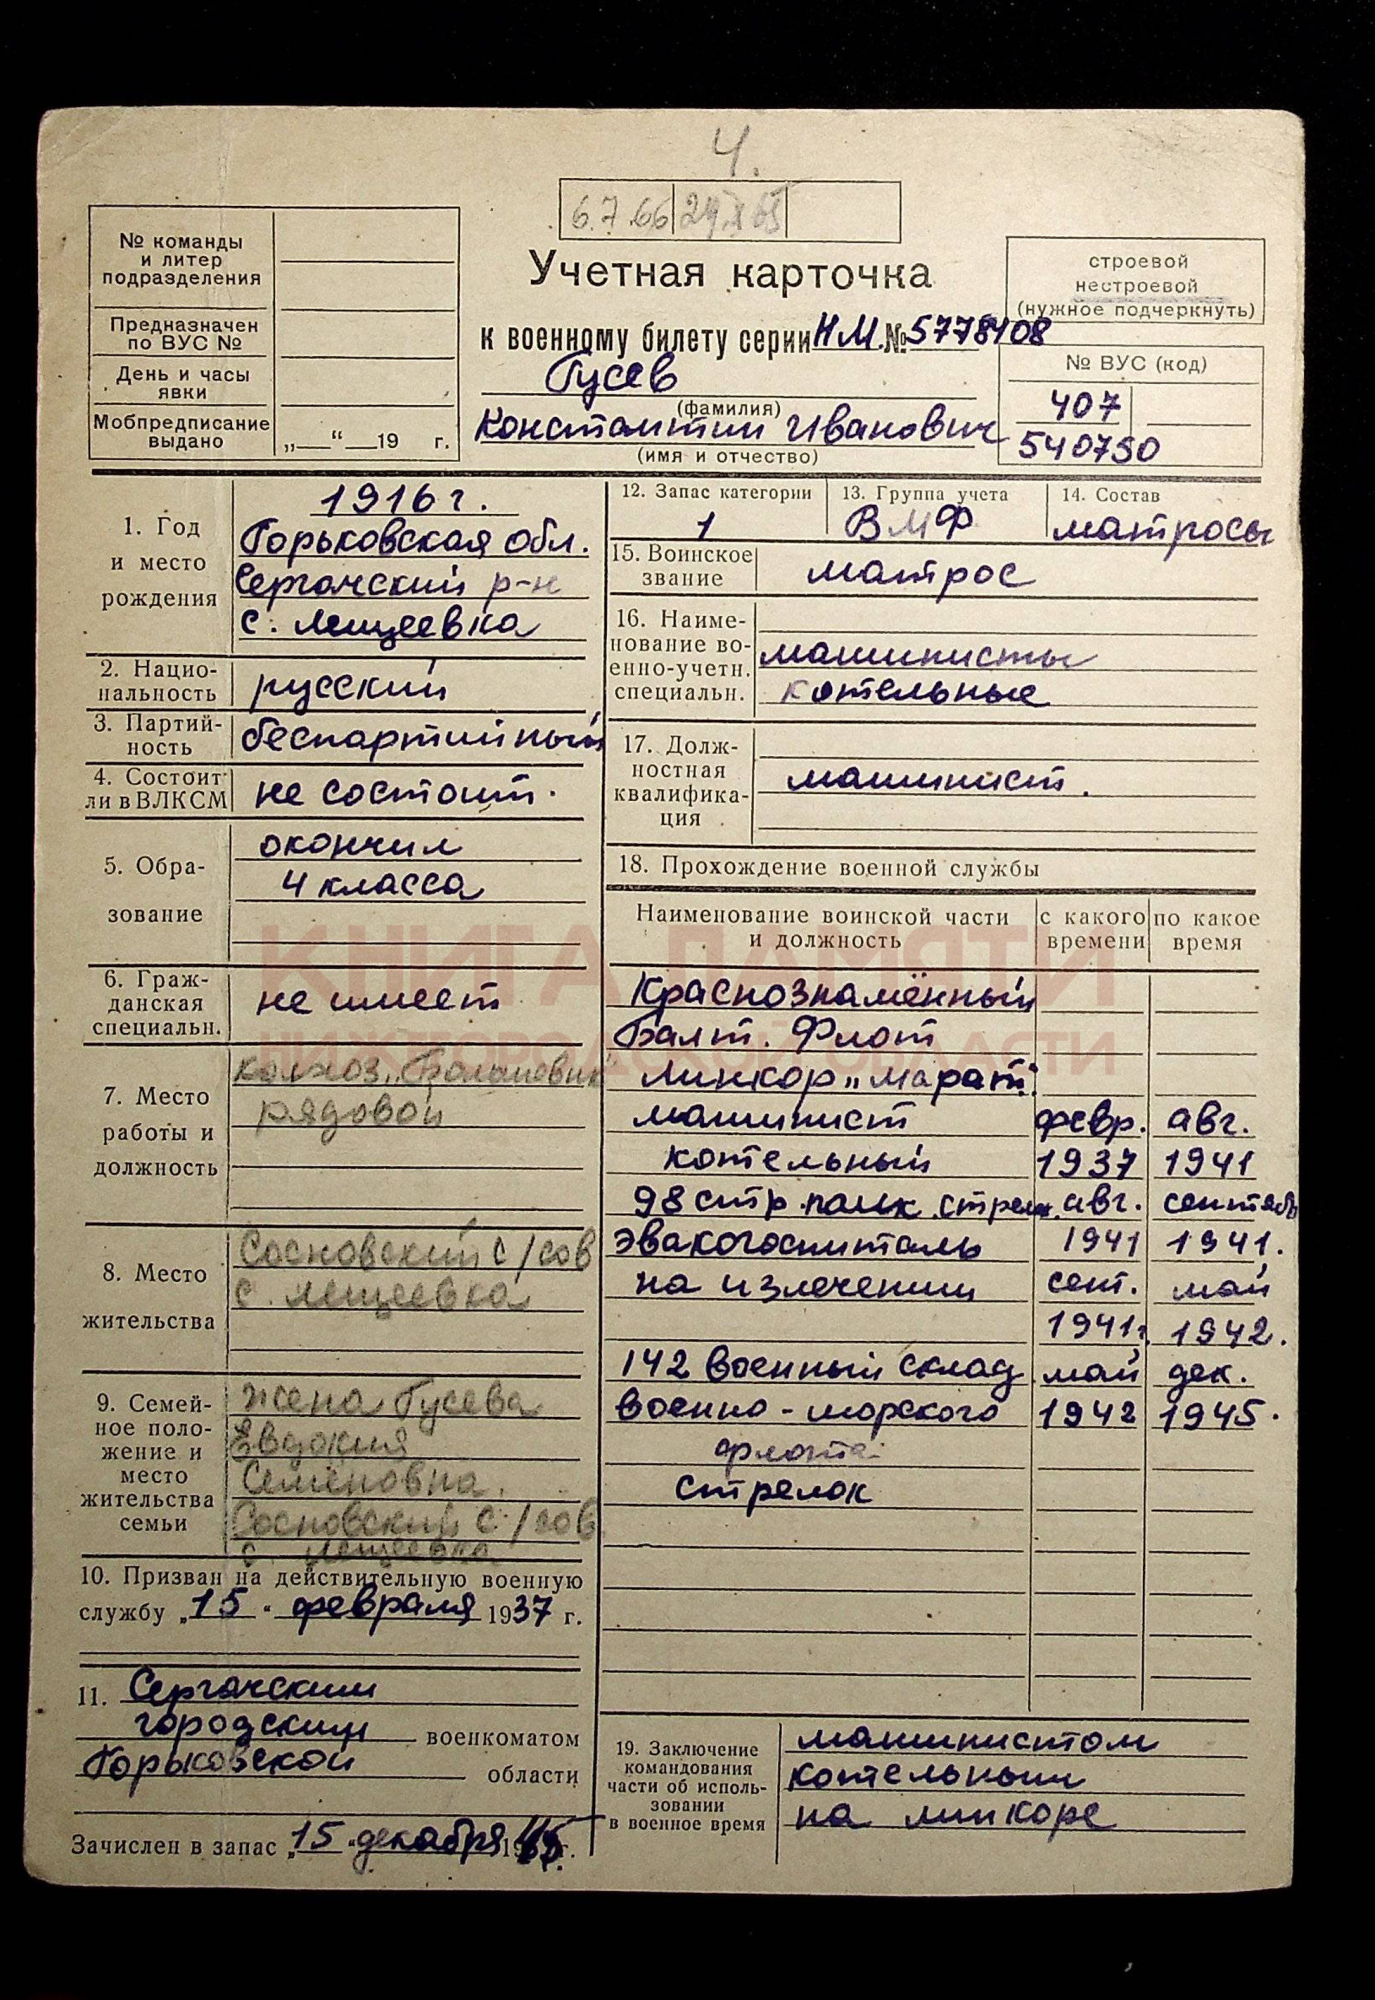 4.
6.7.66
№ команды
и литер
подразделения
Предназначен
по ВУС №
День и часы
явки
Мобпредписание
выдано
„ “ 19 г.
Учетная карточка
к военному билету серии НМ № 5778408
Гусев
(фамилия)
Константин Иванович
(имя и отчество)
строевой
нестроевой
(нужное подчеркнуть)
№ ВУС (код)
407
540750
1. Год
и место
рождения
1916 г.
Горьковская обл.
Сергачский р-н
с. Лещеевка
2. Нацио-
нальность
русский
3. Партий-
ность
беспартийный
4. Состоит
ли в ВЛКСМ
не состоит.
5. Обра-
зование
окончил
4 класса
6. Граж-
данская
специальн.
не имеет
7. Место
работы и
должность
колхоз „Большевик"
рядовой
8. Место
жительства
Сосновский с/сов
с. Лещеевка
9. Семей-
ное поло-
жение и
место
жительства
семьи
жена Гусева
Евдокия
Семёновна.
Сосновский с/сов
с. Лещеевка
10. Призван на действительную военную
службу „15“ февраля 1937 г.
11. Сергачским
городским военкоматом
Горьковской области
Зачислен в запас „15“ декабря 1945 г.
12. Запас категории
1
13. Группа учета
ВМФ
14. Состав
матросы
15. Воинское
звание
матрос
16. Наиме-
нование во-
енно-учетн.
специальн.
машинисты
котельные
17. Долж-
ностная
квалифика-
ция
машинист.
18. Прохождение военной службы
Наименование воинской части
и должность
с какого
времени
по какое
время
Краснознамённый
Балт. Флот
линкор „Марат"
машинист февр. авг.
котельный 1937 1941
98 стр. полк. стрелк. авг. сентябрь
эвакогоспиталь 1941 1941.
на излечении сент. май
1941г. 1942.
142 военный склад май дек.
военно-морского 1942 1945.
флота
стрелок
19. Заключение
командования
части об исполь-
зовании
в военное время
машинистом
котельным
на линкоре
КНИГА ПАМЯТИ
НИЖЕГОРОДСКОЙ ОБЛАСТИ